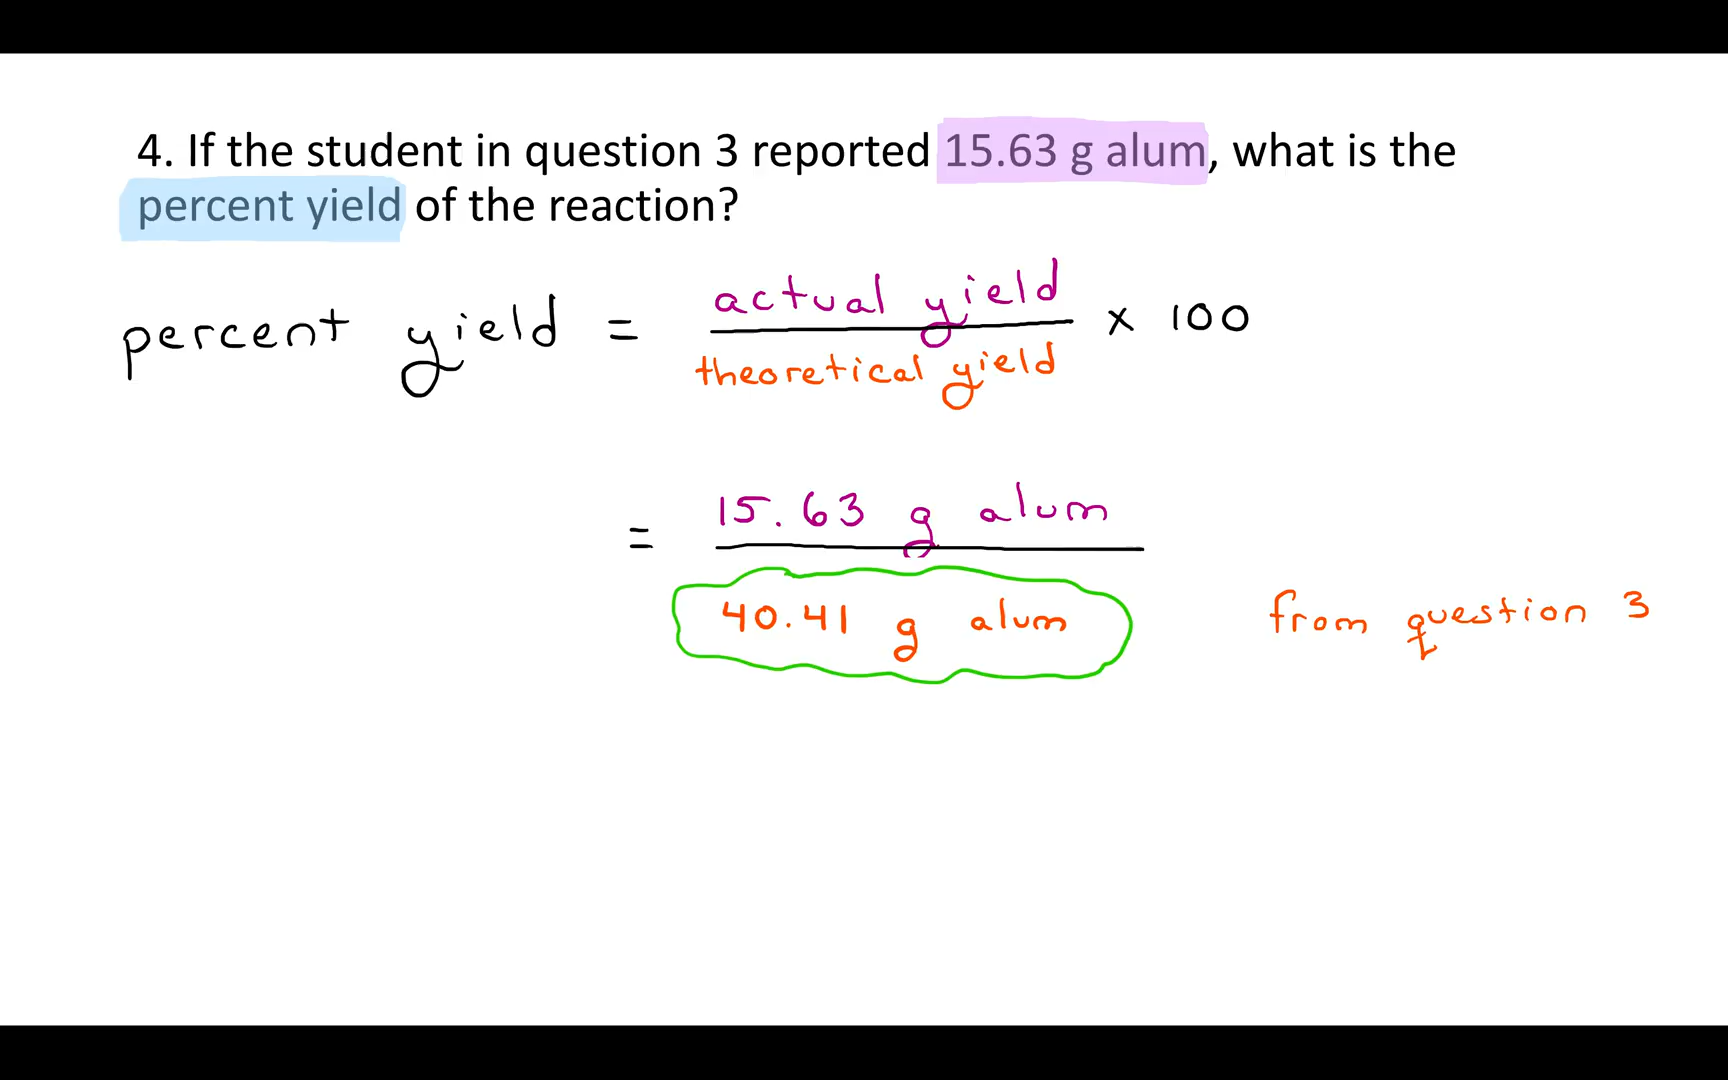 4. If the student in question 3 reported 15.63 g alum, what is the
percent yield of the reaction?
percent yield = actual yield / theoretical yield × 100
= 15.63 g alum / 40.41 g alum
from question 3